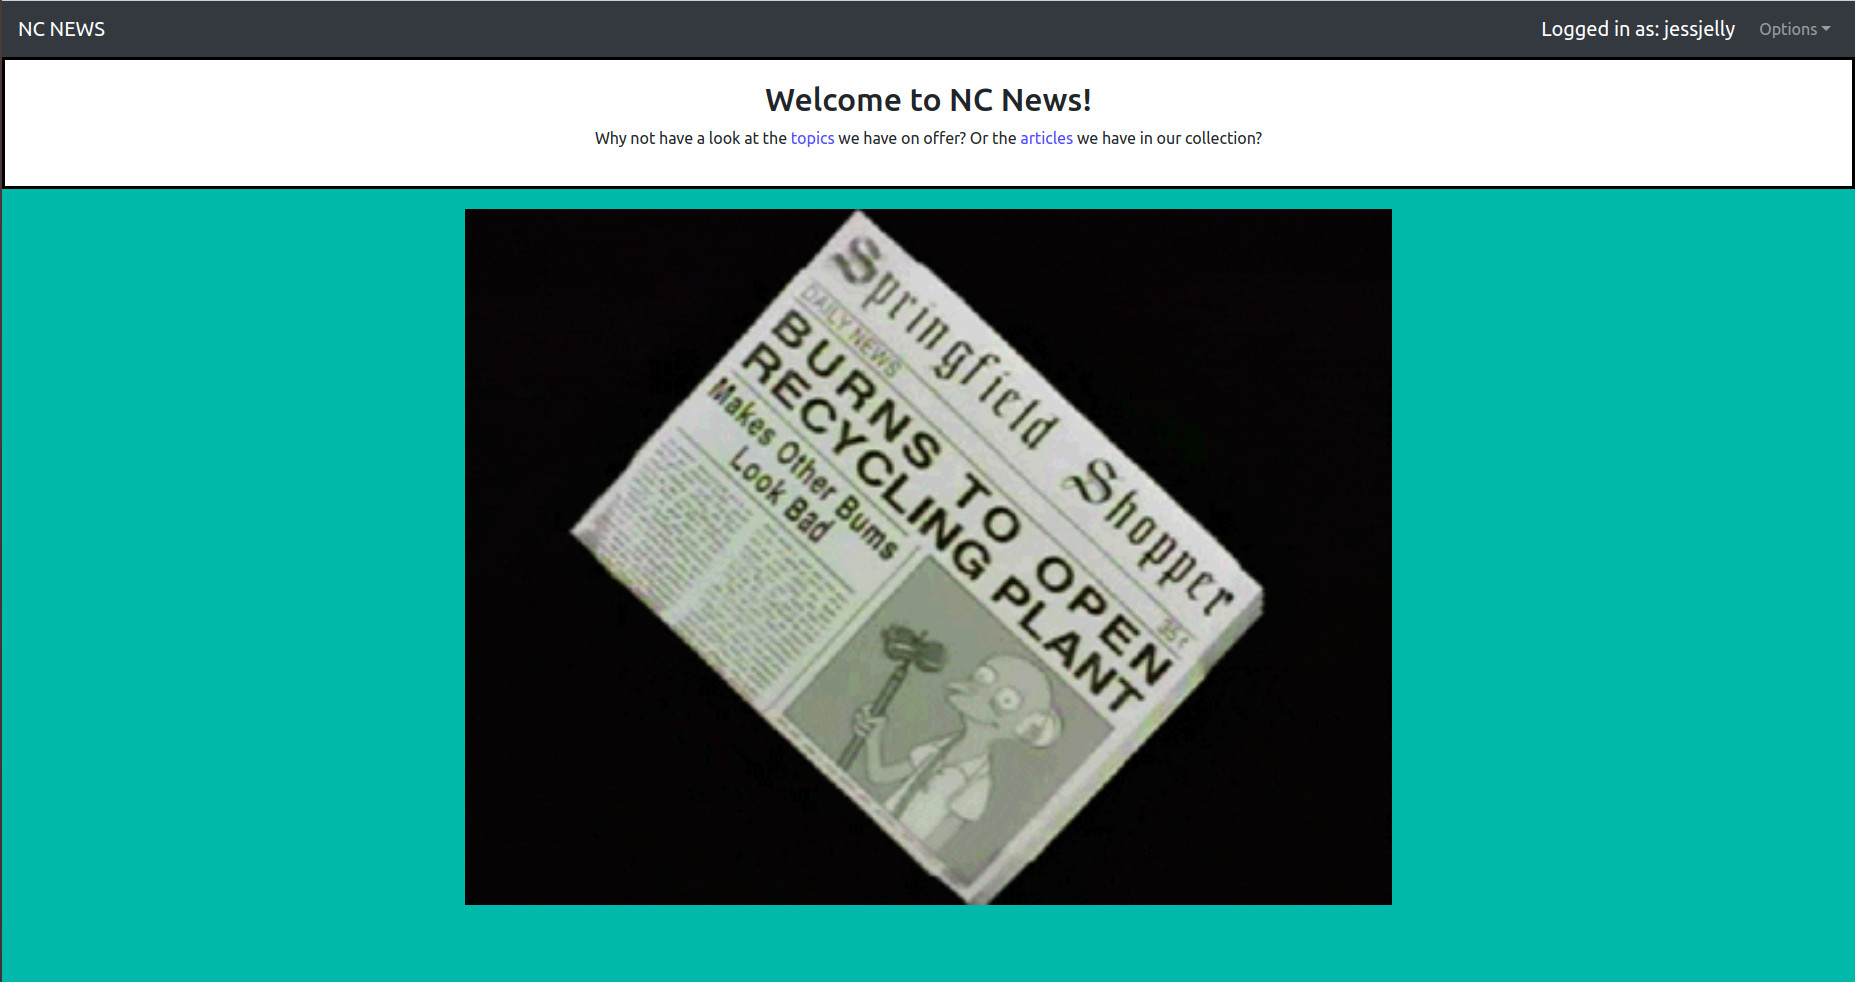 NC NEWS
Logged in as: jessjelly
Options
Welcome to NC News!
Why not have a look at the topics we have on offer? Or the articles we have in our collection?
Springfield Shopper
DAILY NEWS
35¢
BURNS TO OPEN
RECYCLING PLANT
Makes Other Bums
Look Bad